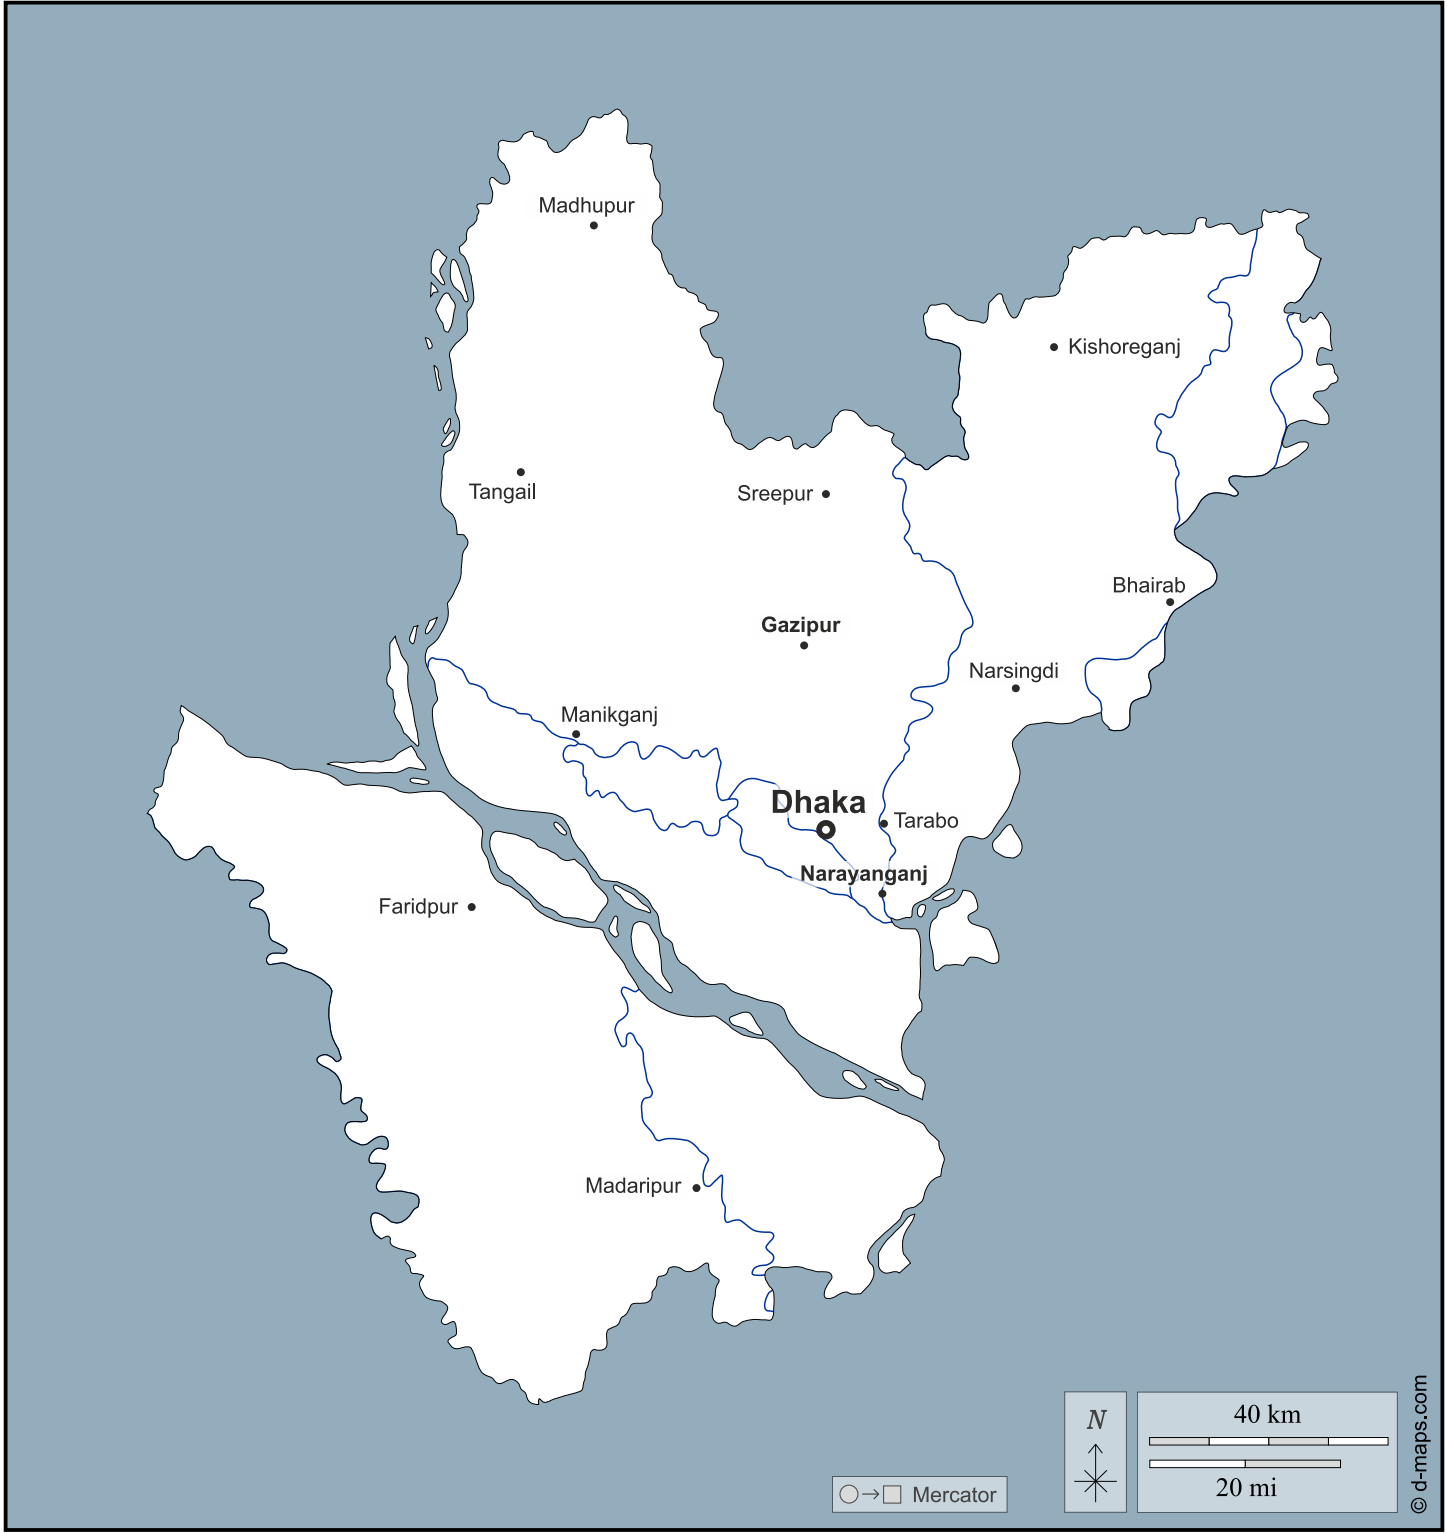 Madhupur
Kishoreganj
Tangail
Sreepur
Bhairab
Gazipur
Narsingdi
Manikganj
Dhaka
Tarabo
Narayanganj
Faridpur
Madaripur
N
40 km
20 mi
Mercator
© d-maps.com